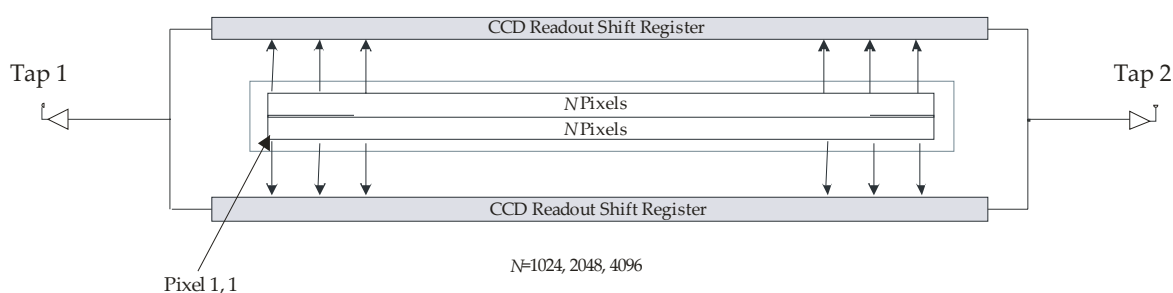 CCD Readout Shift Register
Tap 1
Tap 2
N Pixels
N Pixels
CCD Readout Shift Register
Pixel 1, 1
N=1024, 2048, 4096